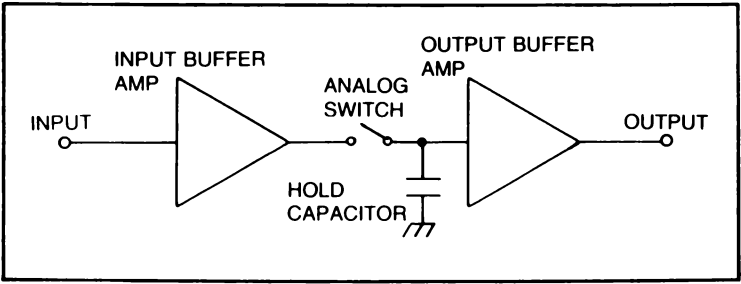 INPUT BUFFER
AMP
OUTPUT BUFFER
AMP
ANALOG
SWITCH
INPUT
OUTPUT
HOLD
CAPACITOR